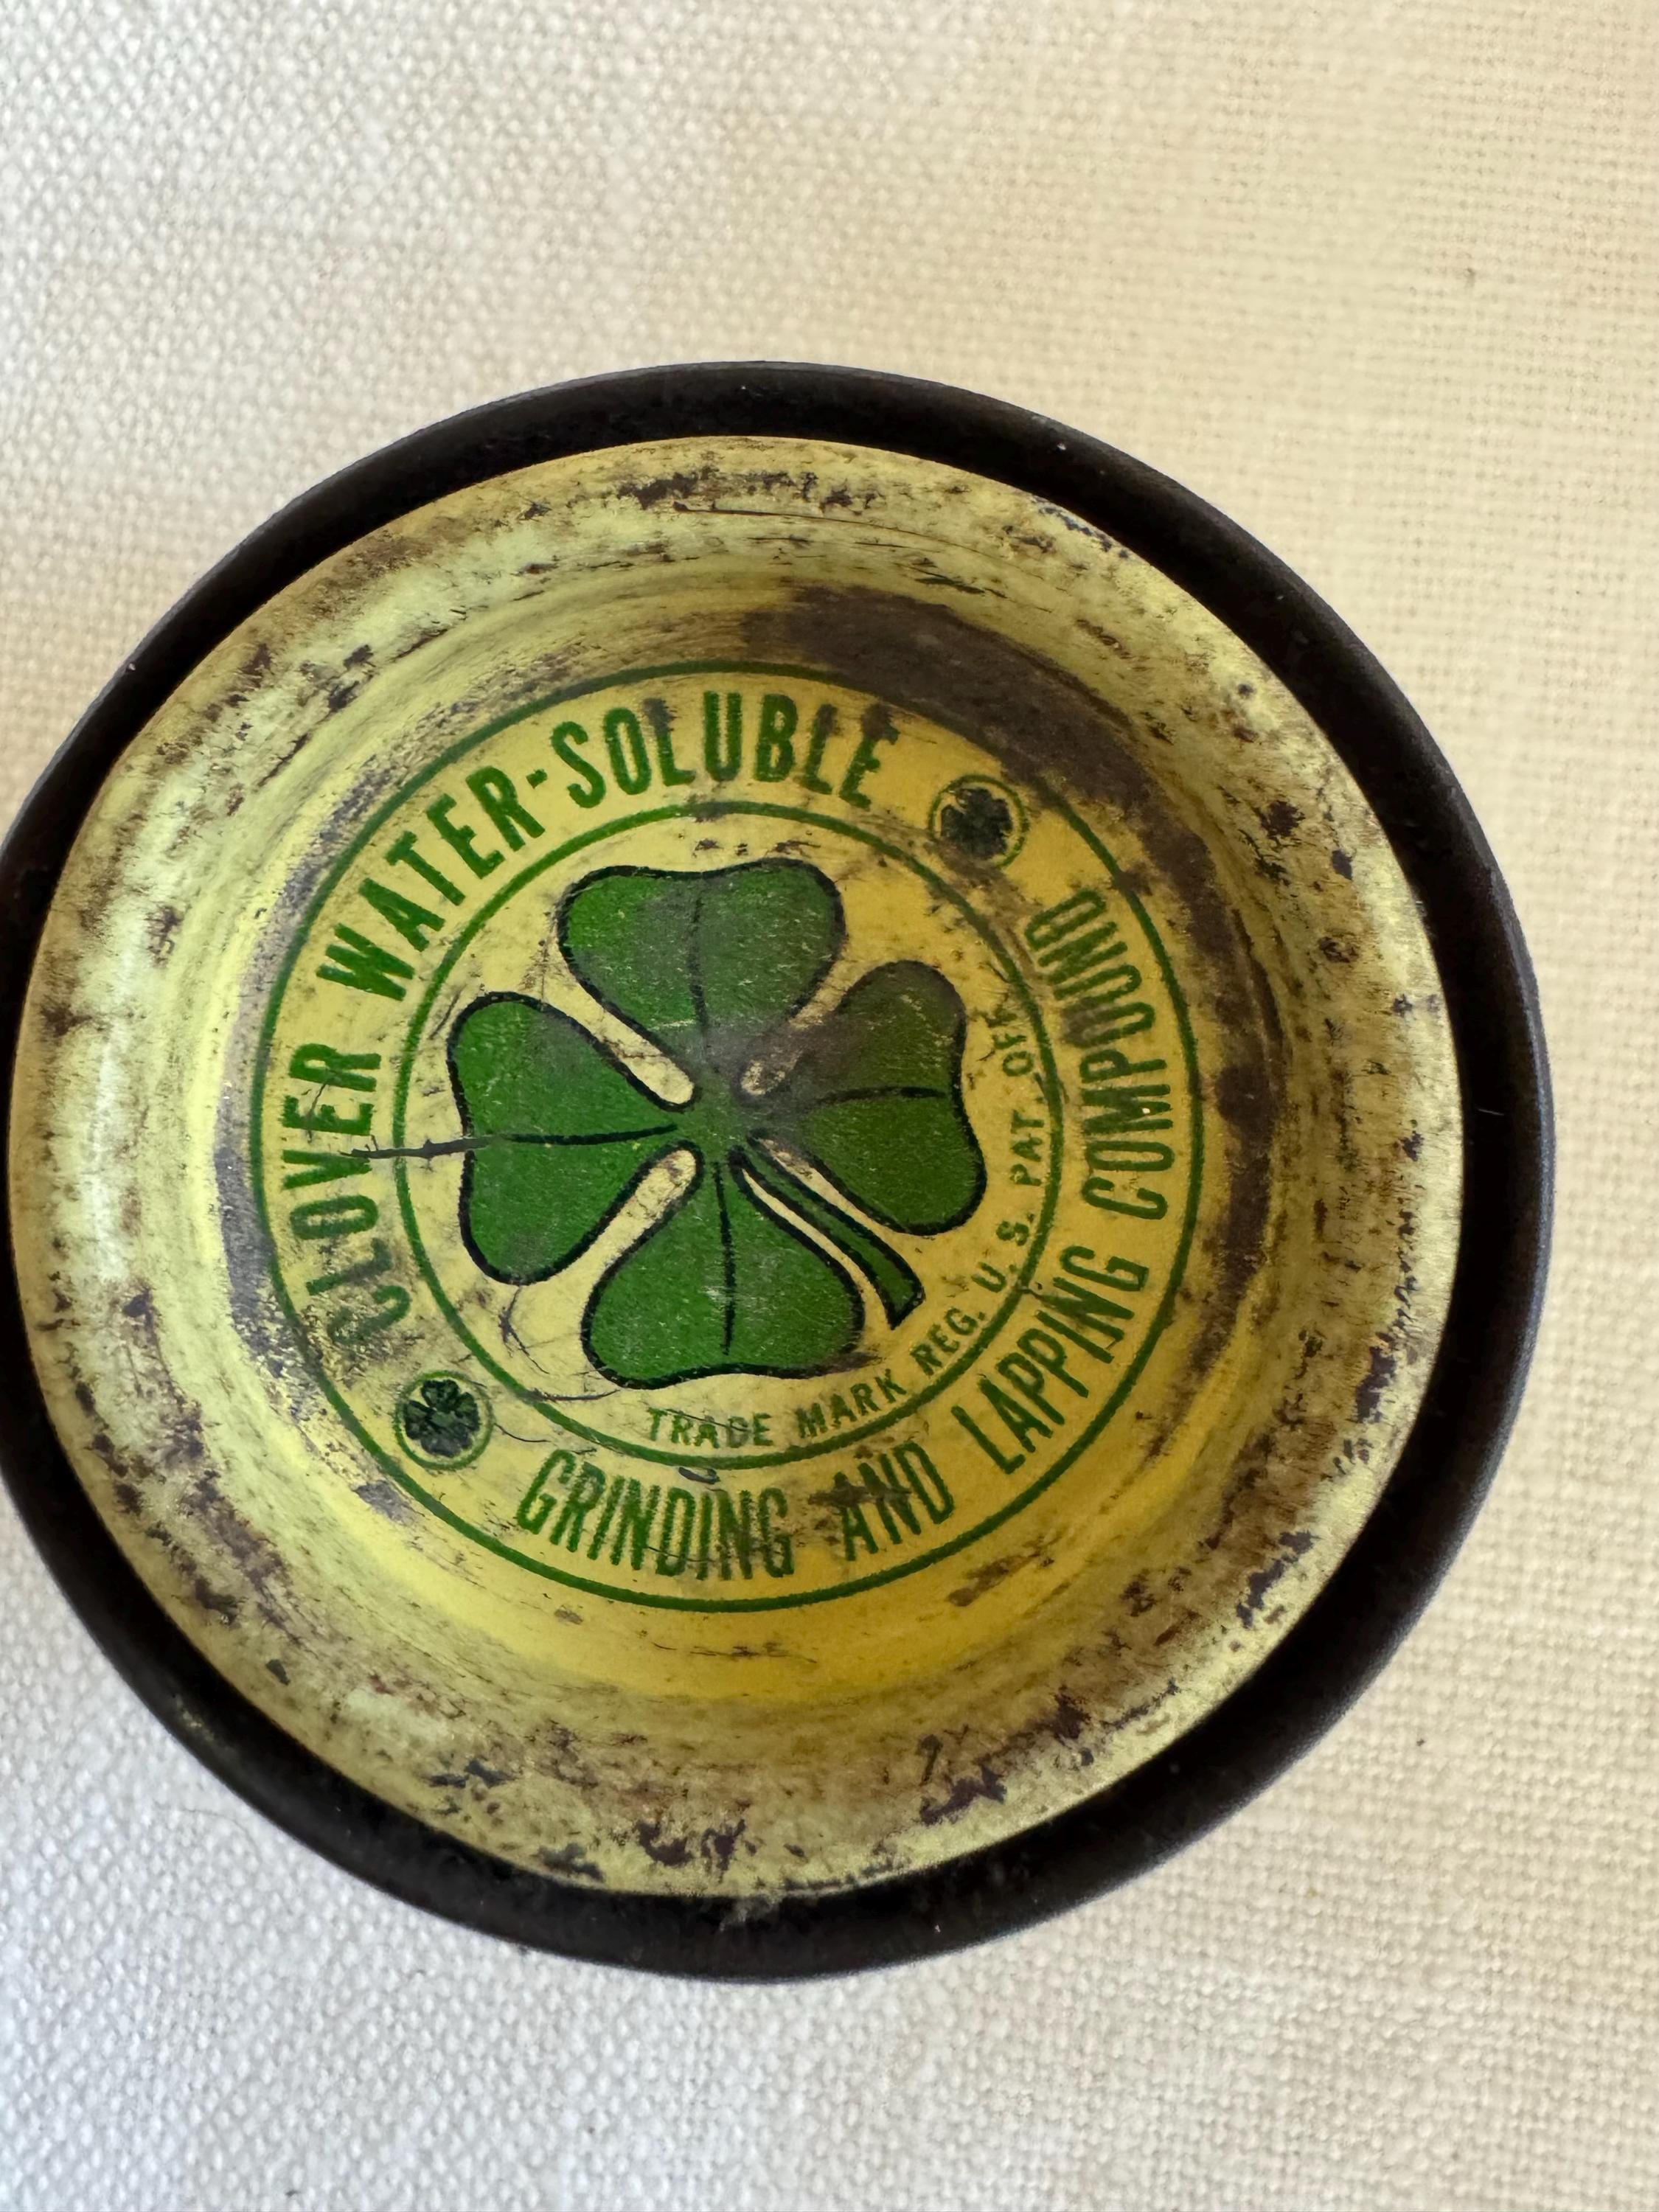 CLOVER WATER-SOLUBLE
GRINDING AND LAPPING COMPOUND
TRADE MARK REG. U. S. PAT. OFF.